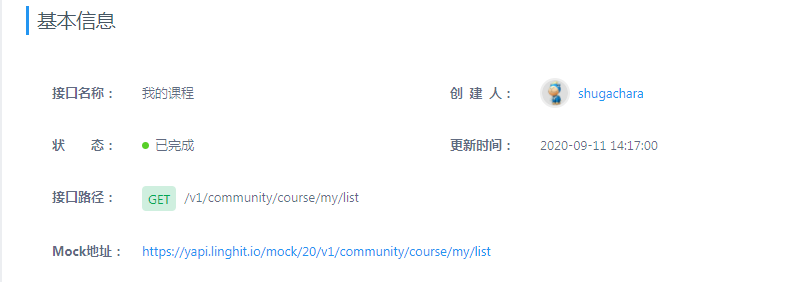 基本信息
接口名称： 我的课程 创 建 人： shugachara
状 态： 已完成 更新时间： 2020-09-11 14:17:00
接口路径： GET /v1/community/course/my/list
Mock地址： https://yapi.linghit.io/mock/20/v1/community/course/my/list